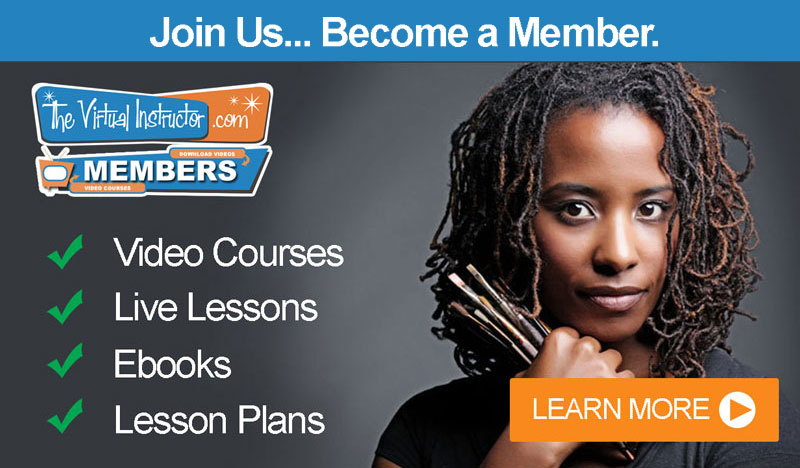 Join Us... Become a Member.
The Virtual Instructor.com
DOWNLOAD VIDEOS
MEMBERS
VIDEO COURSES
Video Courses
Live Lessons
Ebooks
Lesson Plans
LEARN MORE